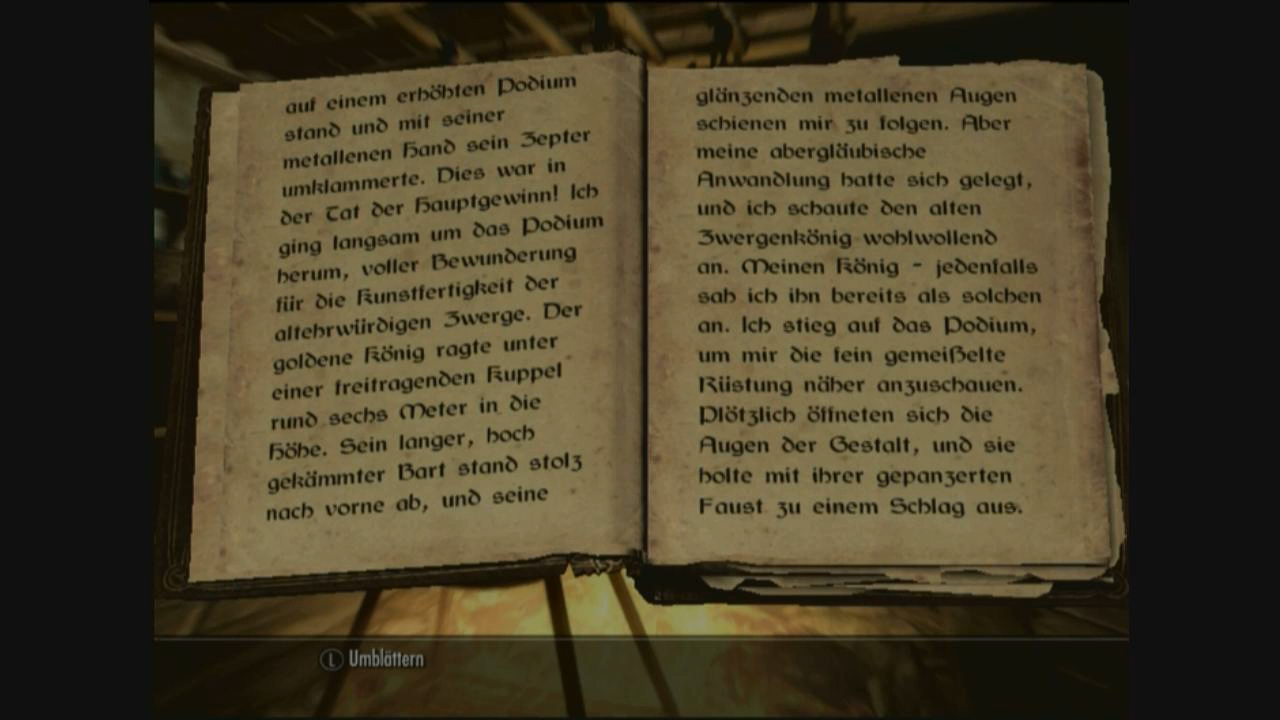 auf einem erhöhten Podium
stand und mit seiner
metallenen Hand sein Zepter
umklammerte. Dies war in
der Tat der Hauptgewinn! Ich
ging langsam um das Podium
herum, voller Bewunderung
für die Kunstfertigkeit der
altehrwürdigen Zwerge. Der
goldene König ragte unter
einer freitragenden Kuppel
rund sechs Meter in die
Höhe. Sein langer, hoch
gekämmter Bart stand stolz
nach vorne ab, und seine
glänzenden metallenen Augen
schienen mir zu folgen. Aber
meine abergläubische
Anwandlung hatte sich gelegt,
und ich schaute den alten
Zwergenkönig wohlwollend
an. Meinen König - jedenfalls
sah ich ihn bereits als solchen
an. Ich stieg auf das Podium,
um mir die fein gemeißelte
Rüstung näher anzuschauen.
Plötzlich öffneten sich die
Augen der Gestalt, und sie
holte mit ihrer gepanzerten
Faust zu einem Schlag aus.
L Umblättern